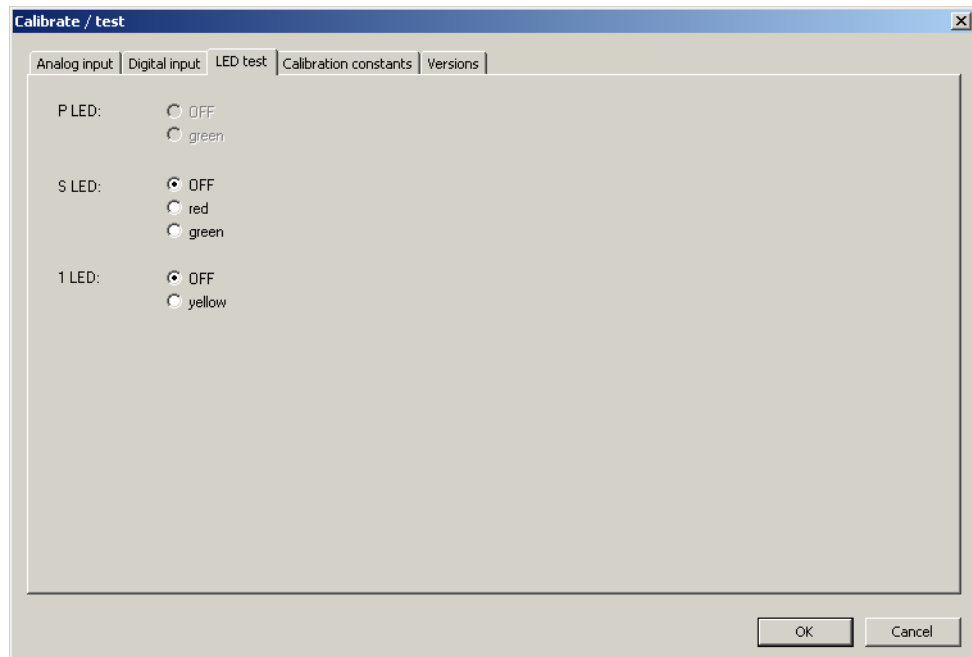 Calibrate / test
Analog input Digital input LED test Calibration constants Versions
P LED: OFF
green
S LED: OFF
red
green
1 LED: OFF
yellow
OK Cancel